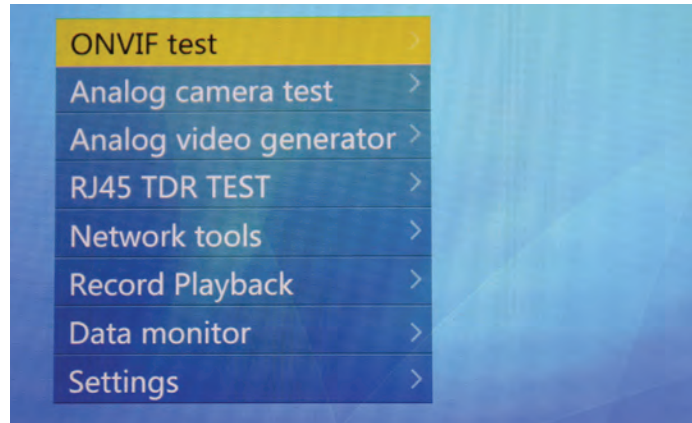 ONVIF test
Analog camera test
Analog video generator
RJ45 TDR TEST
Network tools
Record Playback
Data monitor
Settings